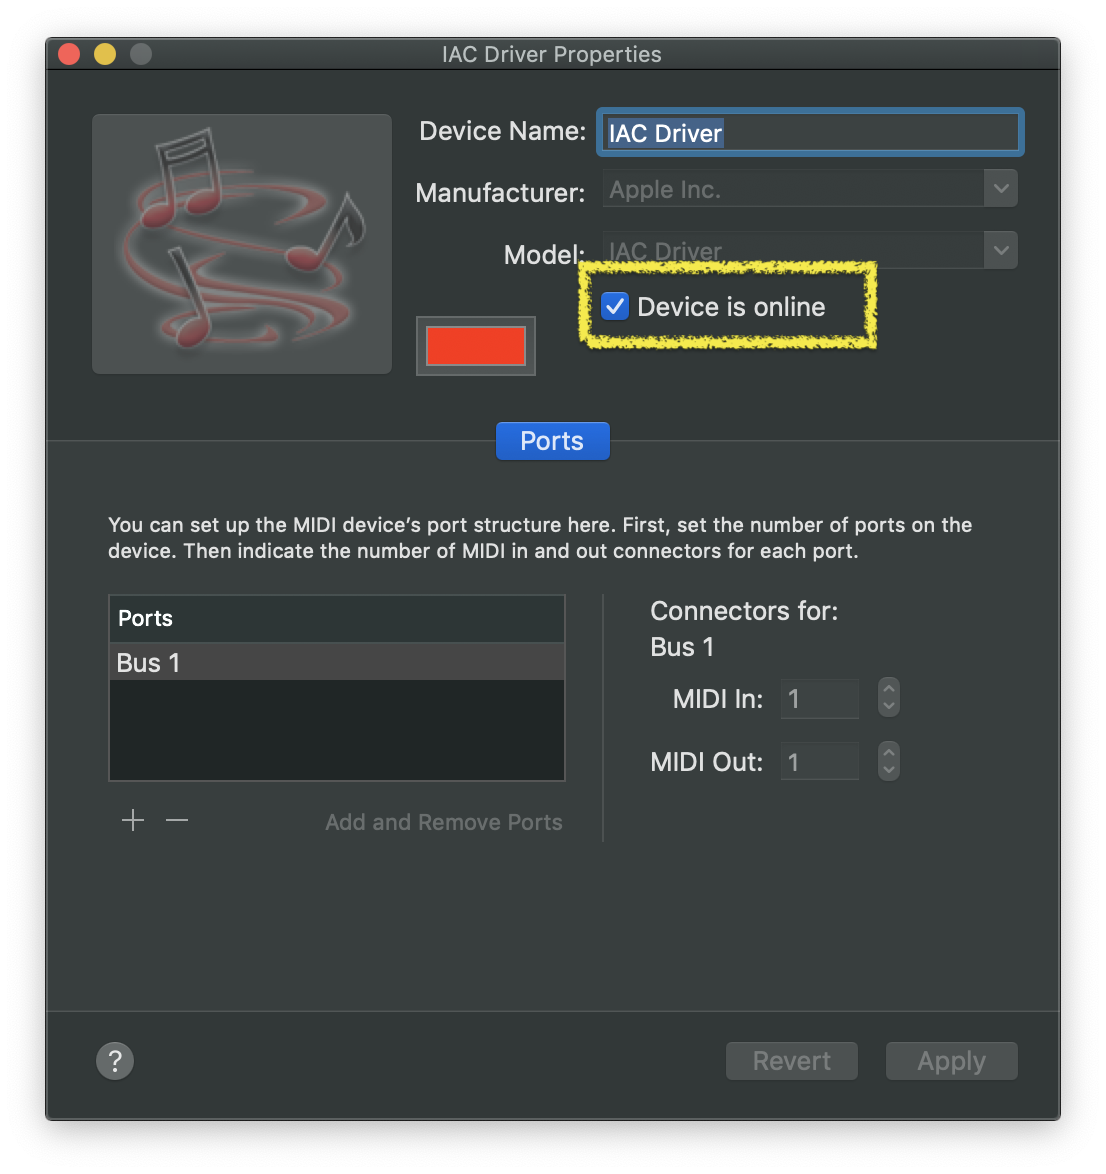 IAC Driver Properties
Device Name: IAC Driver
Manufacturer: Apple Inc.
Model: IAC Driver
Device is online
Ports
You can set up the MIDI device’s port structure here. First, set the number of ports on the
device. Then indicate the number of MIDI in and out connectors for each port.
Ports
Bus 1
Add and Remove Ports
Connectors for:
Bus 1
MIDI In: 1
MIDI Out: 1
?
Revert
Apply